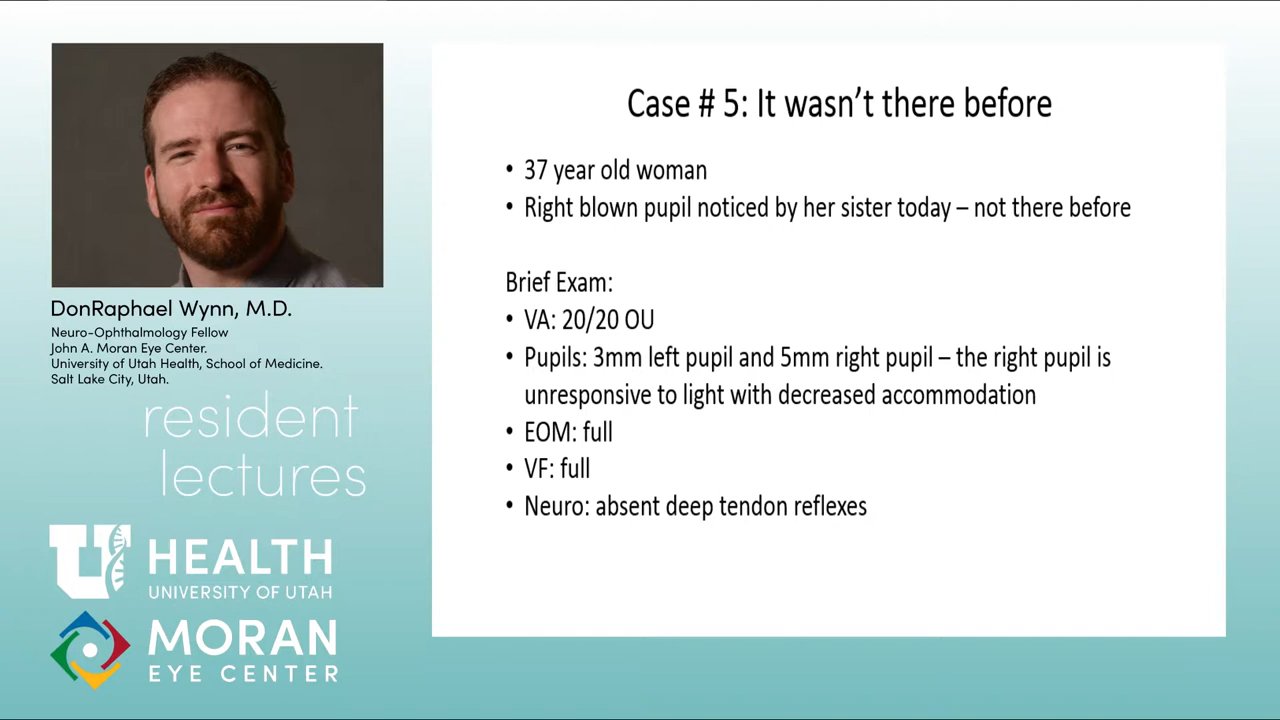 Case # 5: It wasn't there before
• 37 year old woman
• Right blown pupil noticed by her sister today – not there before
Brief Exam:
• VA: 20/20 OU
• Pupils: 3mm left pupil and 5mm right pupil – the right pupil is
unresponsive to light with decreased accommodation
• EOM: full
• VF: full
• Neuro: absent deep tendon reflexes
DonRaphael Wynn, M.D.
Neuro-Ophthalmology Fellow
John A. Moran Eye Center.
University of Utah Health, School of Medicine.
Salt Lake City, Utah.
resident
lectures
U HEALTH
UNIVERSITY OF UTAH
MORAN
EYE CENTER